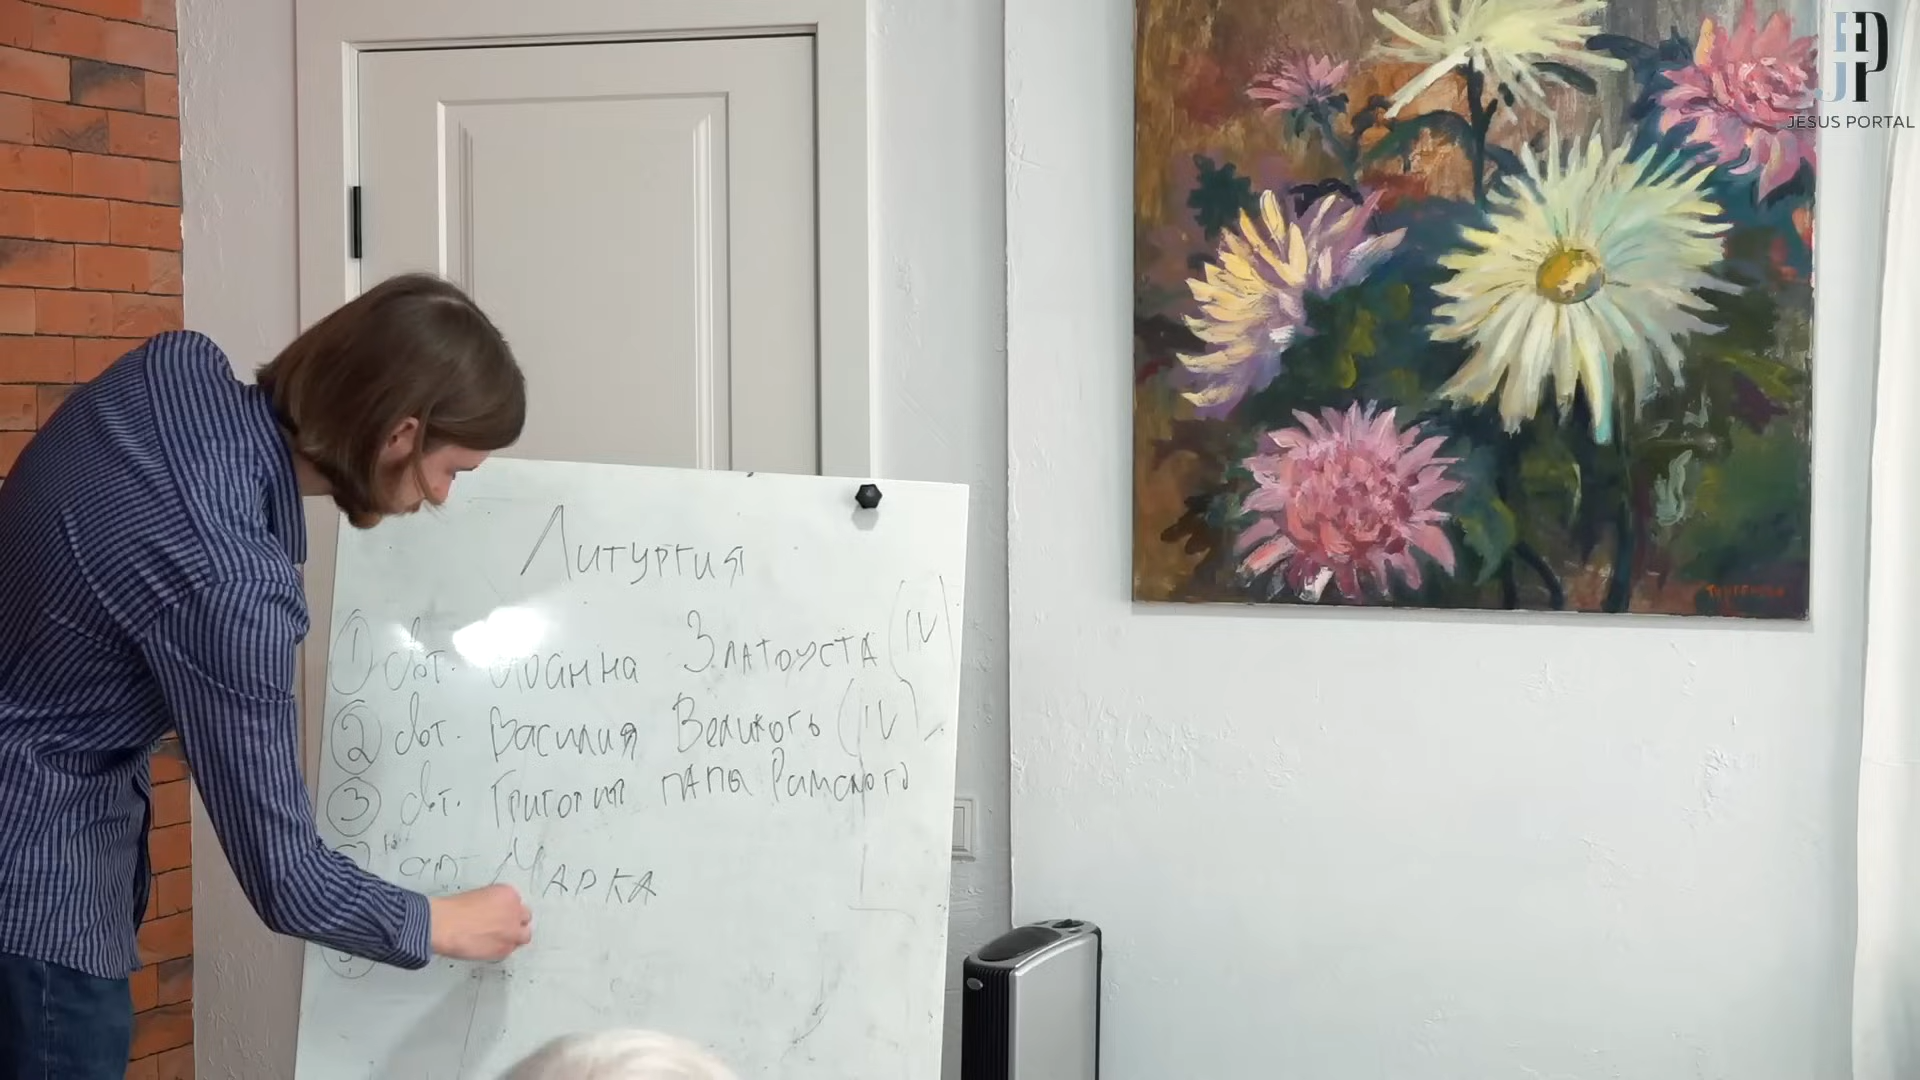 JESUS PORTAL
Литургия
1 свт. Иоанна Златоуста (IV)
2 свт. Василия Великого (IV)
3 свт. Григория папы Римского
ап. Марка
5